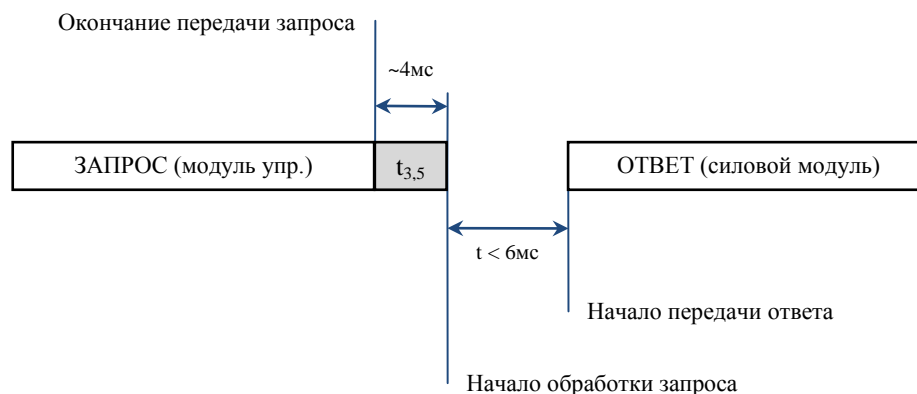 Окончание передачи запроса
~4мс
ЗАПРОС (модуль упр.)
t3,5
ОТВЕТ (силовой модуль)
t < 6мс
Начало передачи ответа
Начало обработки запроса